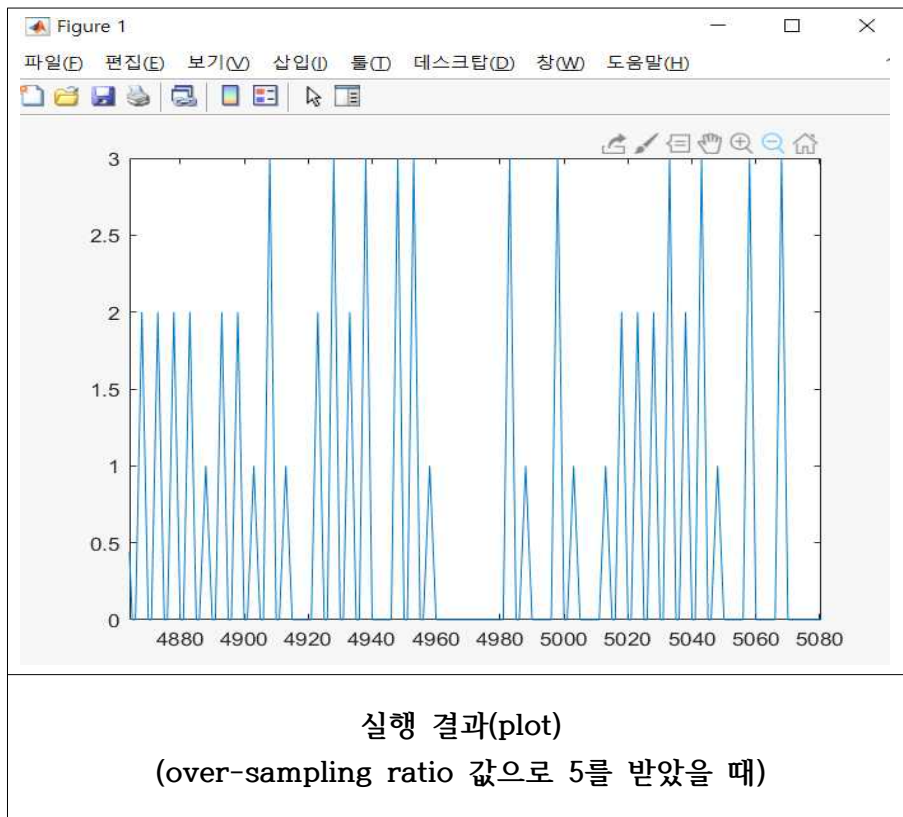 Figure 1
파일(F) 편집(E) 보기(V) 삽입(I) 툴(T) 데스크탑(D) 창(W) 도움말(H)
3
2.5
2
1.5
1
0.5
0
4880 4900 4920 4940 4960 4980 5000 5020 5040 5060 5080
실행 결과(plot)
(over-sampling ratio 값으로 5를 받았을 때)